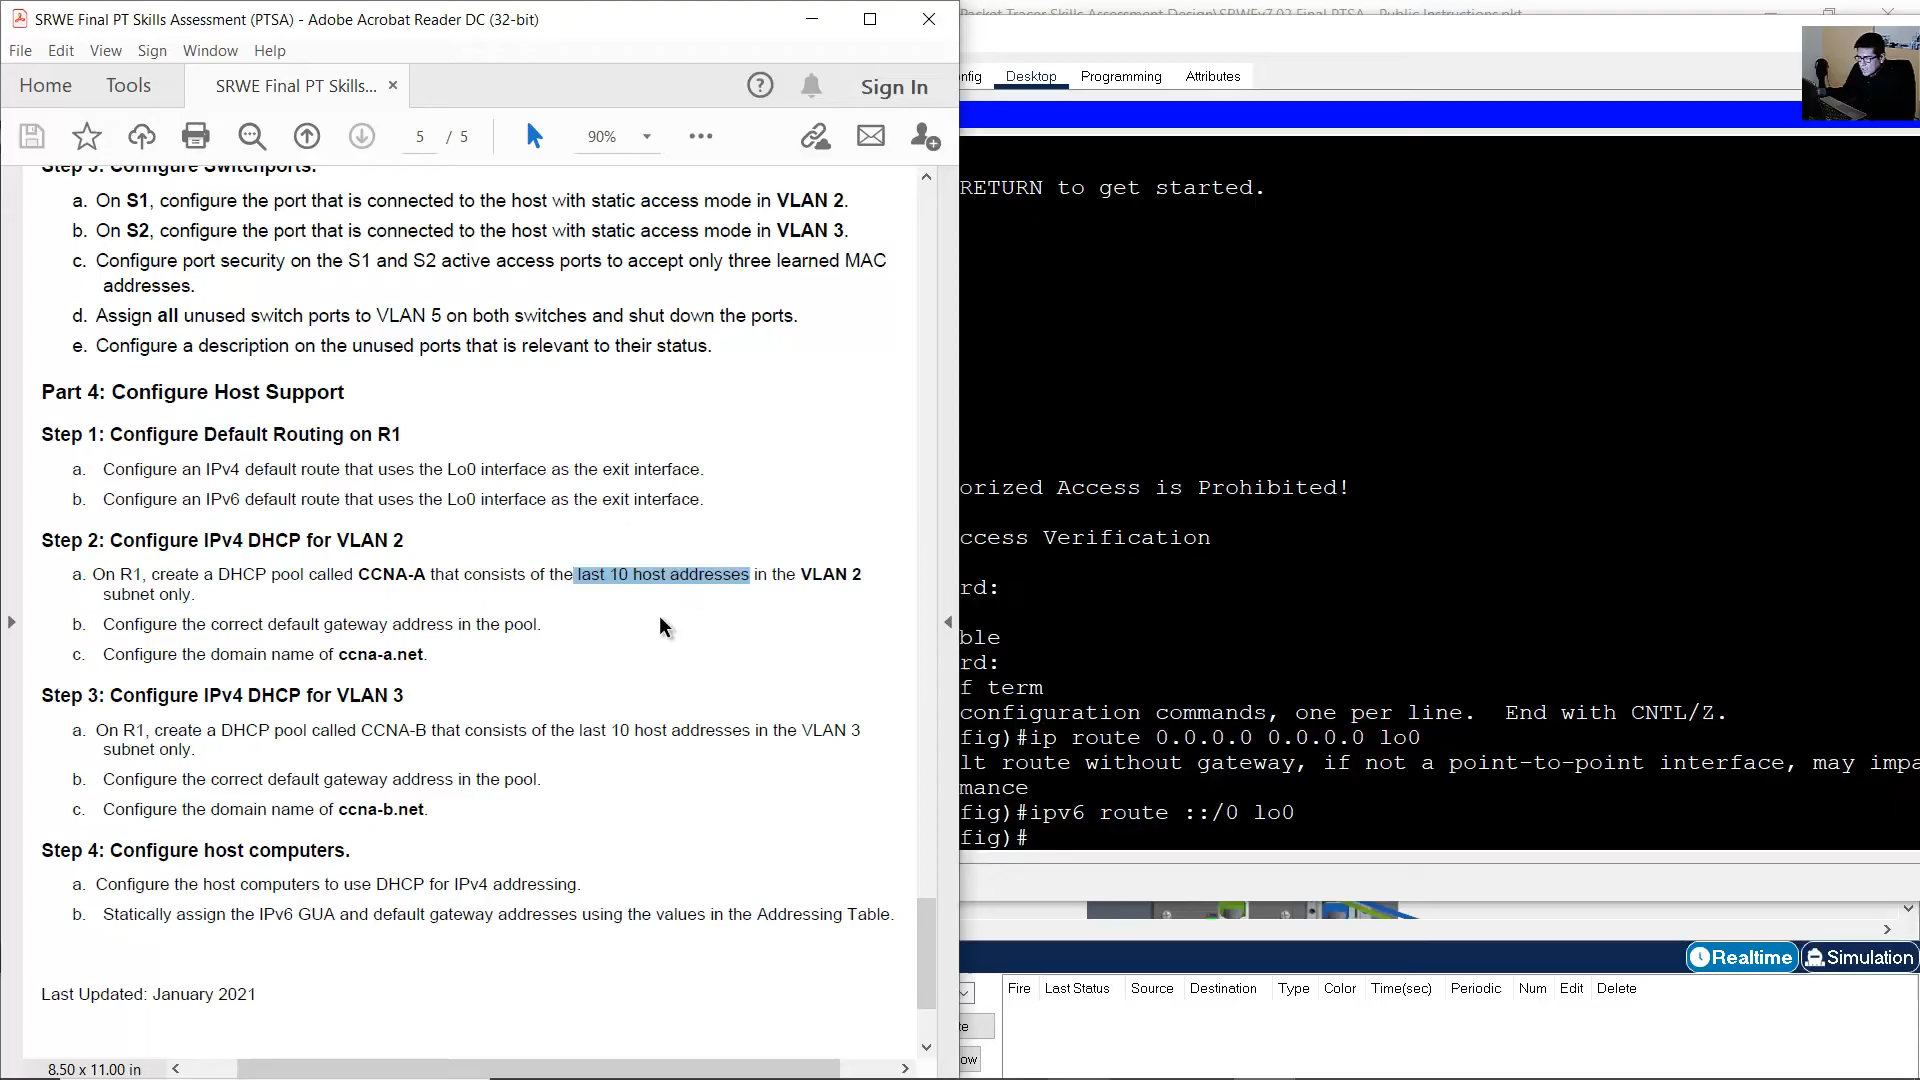 SRWE Final PT Skills Assessment (PTSA) - Adobe Acrobat Reader DC (32-bit)
File Edit View Sign Window Help
Home Tools SRWE Final PT Skills... × Sign In
5 / 5 90%
Step 3: Configure Switchports.
a. On S1, configure the port that is connected to the host with static access mode in VLAN 2.
b. On S2, configure the port that is connected to the host with static access mode in VLAN 3.
c. Configure port security on the S1 and S2 active access ports to accept only three learned MAC
addresses.
d. Assign all unused switch ports to VLAN 5 on both switches and shut down the ports.
e. Configure a description on the unused ports that is relevant to their status.
Part 4: Configure Host Support
Step 1: Configure Default Routing on R1
a. Configure an IPv4 default route that uses the Lo0 interface as the exit interface.
b. Configure an IPv6 default route that uses the Lo0 interface as the exit interface.
Step 2: Configure IPv4 DHCP for VLAN 2
a. On R1, create a DHCP pool called CCNA-A that consists of the last 10 host addresses in the VLAN 2
subnet only.
b. Configure the correct default gateway address in the pool.
c. Configure the domain name of ccna-a.net.
Step 3: Configure IPv4 DHCP for VLAN 3
a. On R1, create a DHCP pool called CCNA-B that consists of the last 10 host addresses in the VLAN 3
subnet only.
b. Configure the correct default gateway address in the pool.
c. Configure the domain name of ccna-b.net.
Step 4: Configure host computers.
a. Configure the host computers to use DHCP for IPv4 addressing.
b. Statically assign the IPv6 GUA and default gateway addresses using the values in the Addressing Table.
Last Updated: January 2021
8.50 x 11.00 in
nfig Desktop Programming Attributes
RETURN to get started.
orized Access is Prohibited!
ccess Verification
rd:
ble
rd:
f term
configuration commands, one per line. End with CNTL/Z.
fig)#ip route 0.0.0.0 0.0.0.0 lo0
lt route without gateway, if not a point-to-point interface, may impa
mance
fig)#ipv6 route ::/0 lo0
fig)#
Realtime Simulation
Fire Last Status Source Destination Type Color Time(sec) Periodic Num Edit Delete
te
ow